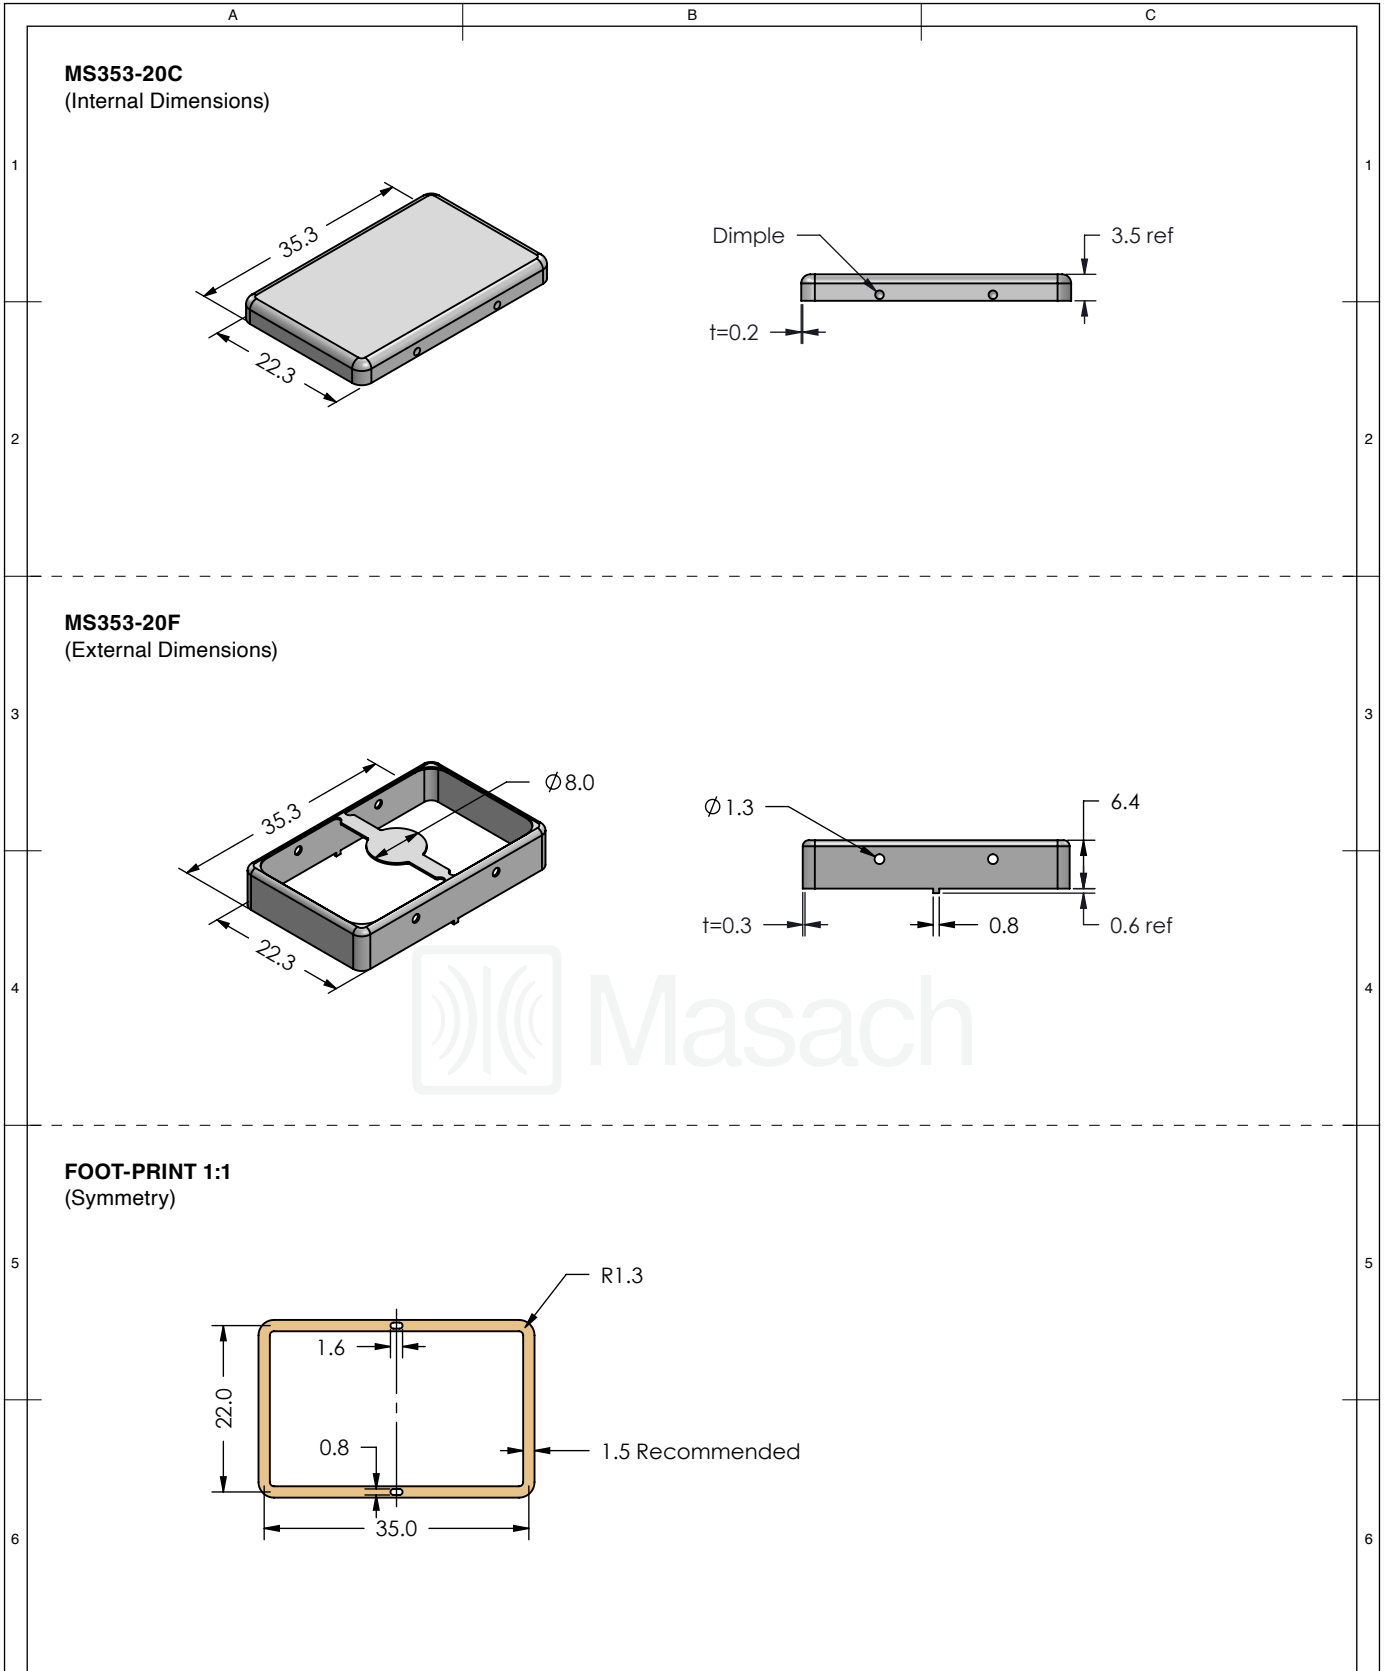 A B C
MS353-20C
(Internal Dimensions)
1 1
35.3
22.3
Dimple
3.5 ref
t=0.2
2 2
MS353-20F
(External Dimensions)
3 3
35.3
Ø8.0
22.3
Ø1.3
6.4
t=0.3
0.8
0.6 ref
Masach
4 4
FOOT-PRINT 1:1
(Symmetry)
5 5
R1.3
1.6
22.0
0.8
1.5 Recommended
35.0
6 6